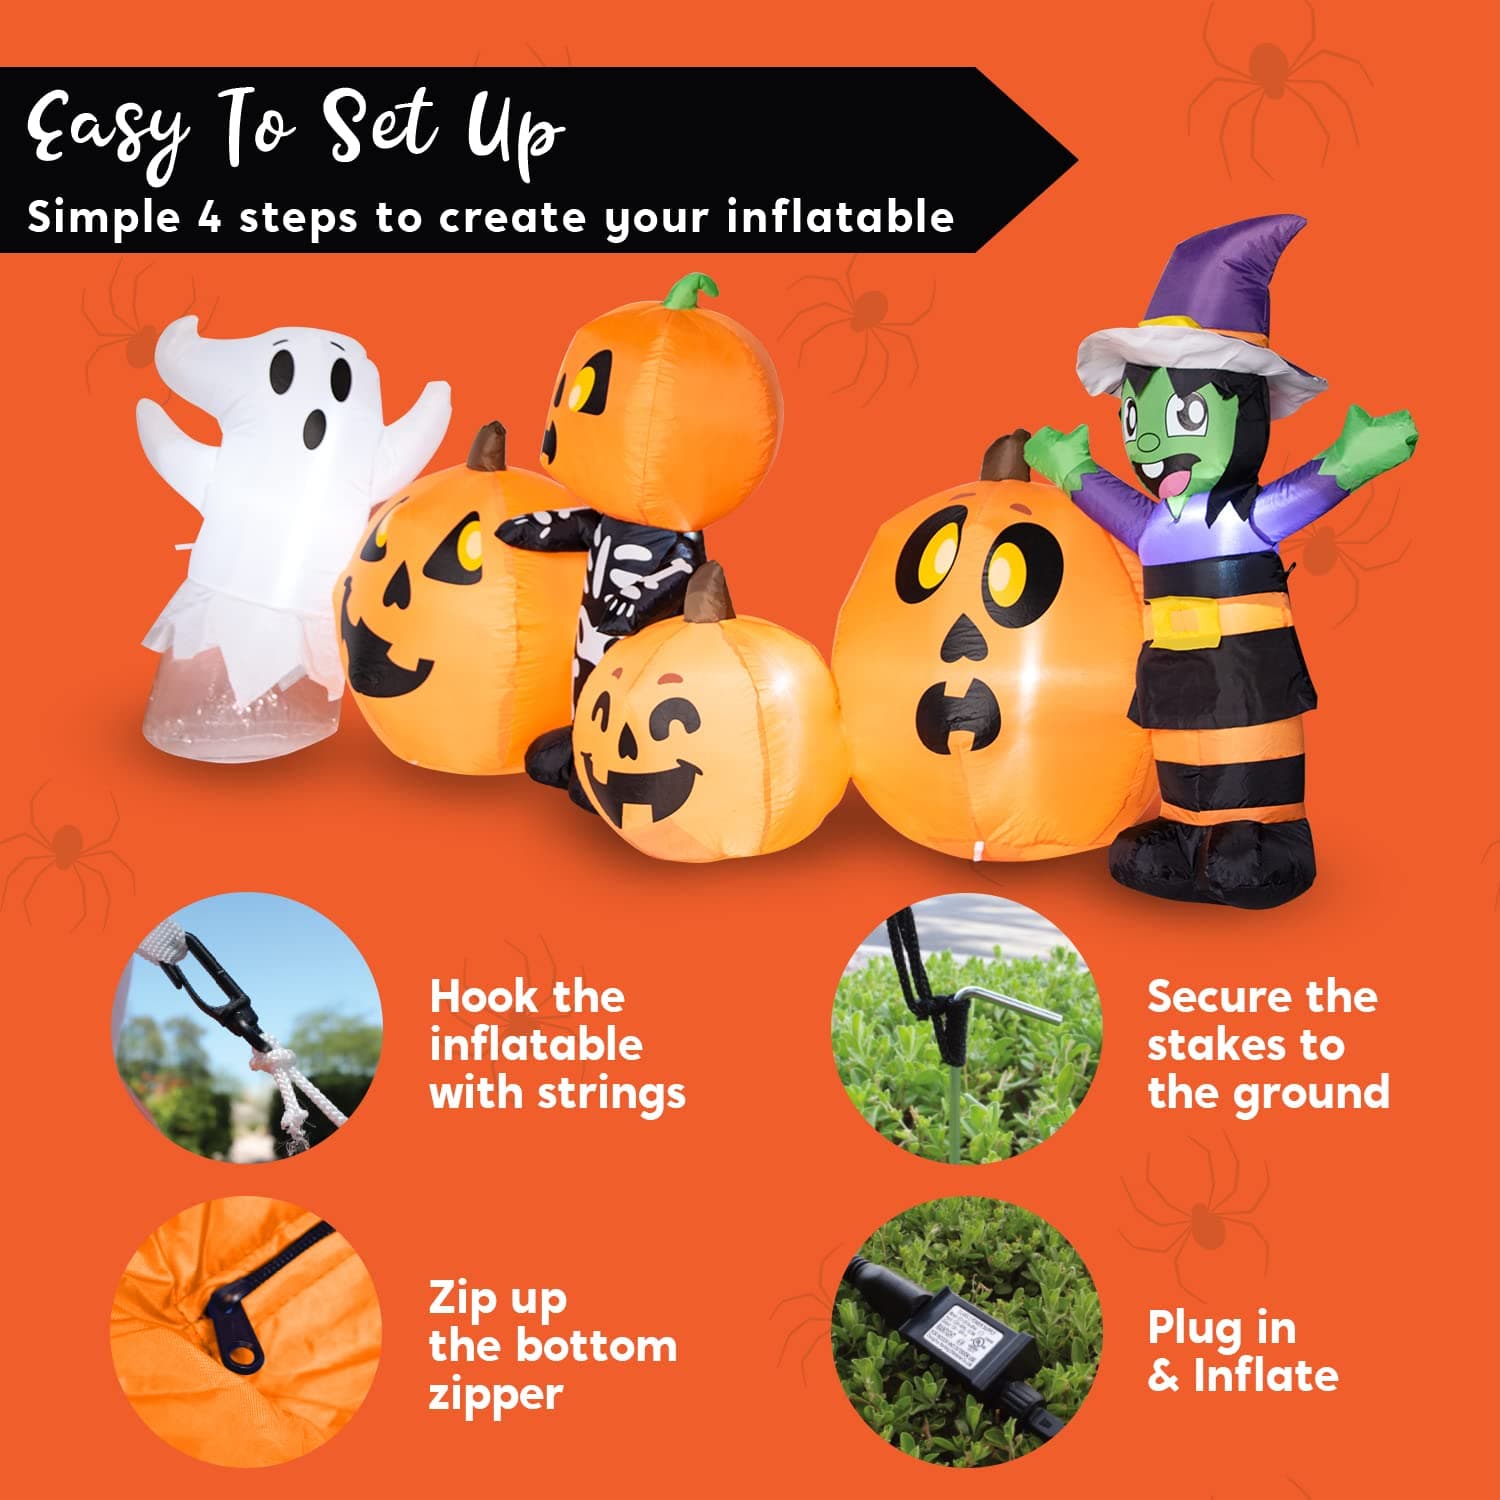 Easy To Set Up
Simple 4 steps to create your inflatable
Hook the
inflatable
with strings
Secure the
stakes to
the ground
Zip up
the bottom
zipper
Plug in
& Inflate